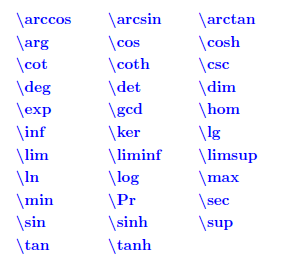 \arccos \arcsin \arctan
\arg \cos \cosh
\cot \coth \csc
\deg \det \dim
\exp \gcd \hom
\inf \ker \lg
\lim \liminf \limsup
\ln \log \max
\min \Pr \sec
\sin \sinh \sup
\tan \tanh